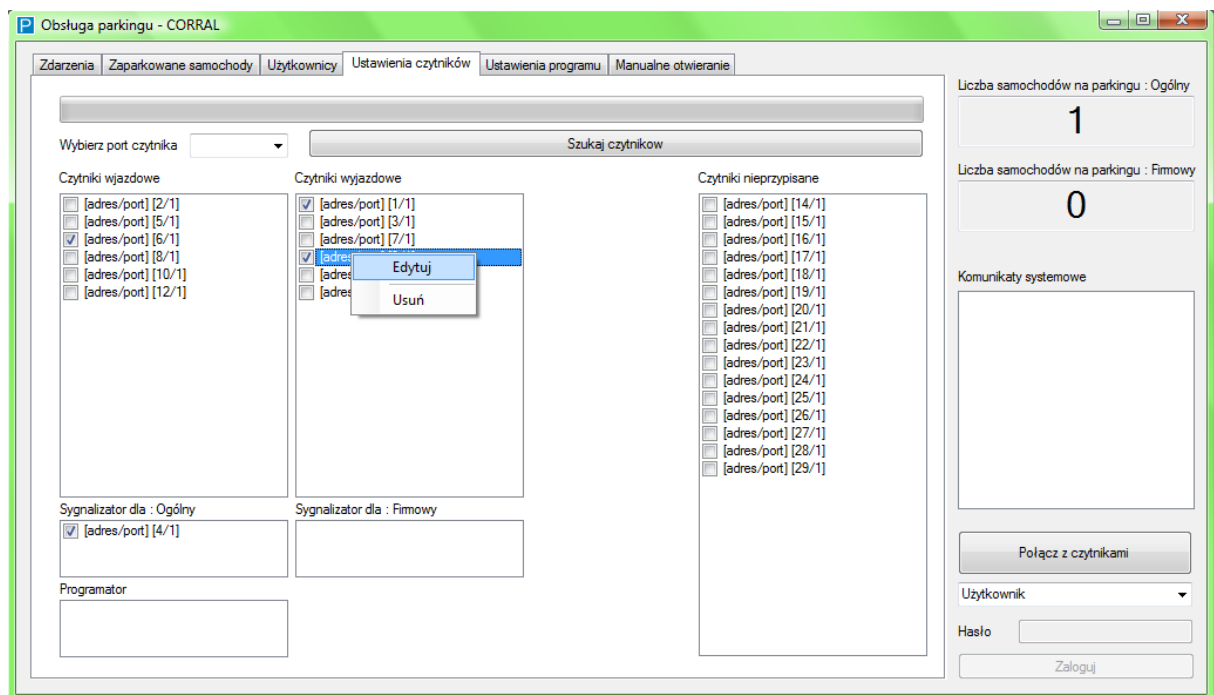 Obsługa parkingu - CORRAL
Zdarzenia Zaparkowane samochody Użytkownicy Ustawienia czytników Ustawienia programu Manualne otwieranie
Wybierz port czytnika
Szukaj czytnikow
Czytniki wjazdowe
[adres/port] [2/1]
[adres/port] [5/1]
[adres/port] [6/1]
[adres/port] [8/1]
[adres/port] [10/1]
[adres/port] [12/1]
Czytniki wyjazdowe
[adres/port] [1/1]
[adres/port] [3/1]
[adres/port] [7/1]
Edytuj
Usuń
Czytniki nieprzypisane
[adres/port] [14/1]
[adres/port] [15/1]
[adres/port] [16/1]
[adres/port] [17/1]
[adres/port] [18/1]
[adres/port] [19/1]
[adres/port] [20/1]
[adres/port] [21/1]
[adres/port] [22/1]
[adres/port] [23/1]
[adres/port] [24/1]
[adres/port] [25/1]
[adres/port] [26/1]
[adres/port] [27/1]
[adres/port] [28/1]
[adres/port] [29/1]
Sygnalizator dla : Ogólny
[adres/port] [4/1]
Sygnalizator dla : Firmowy
Programator
Liczba samochodów na parkingu : Ogólny
1
Liczba samochodów na parkingu : Firmowy
0
Komunikaty systemowe
Połącz z czytnikami
Użytkownik
Hasło
Zaloguj